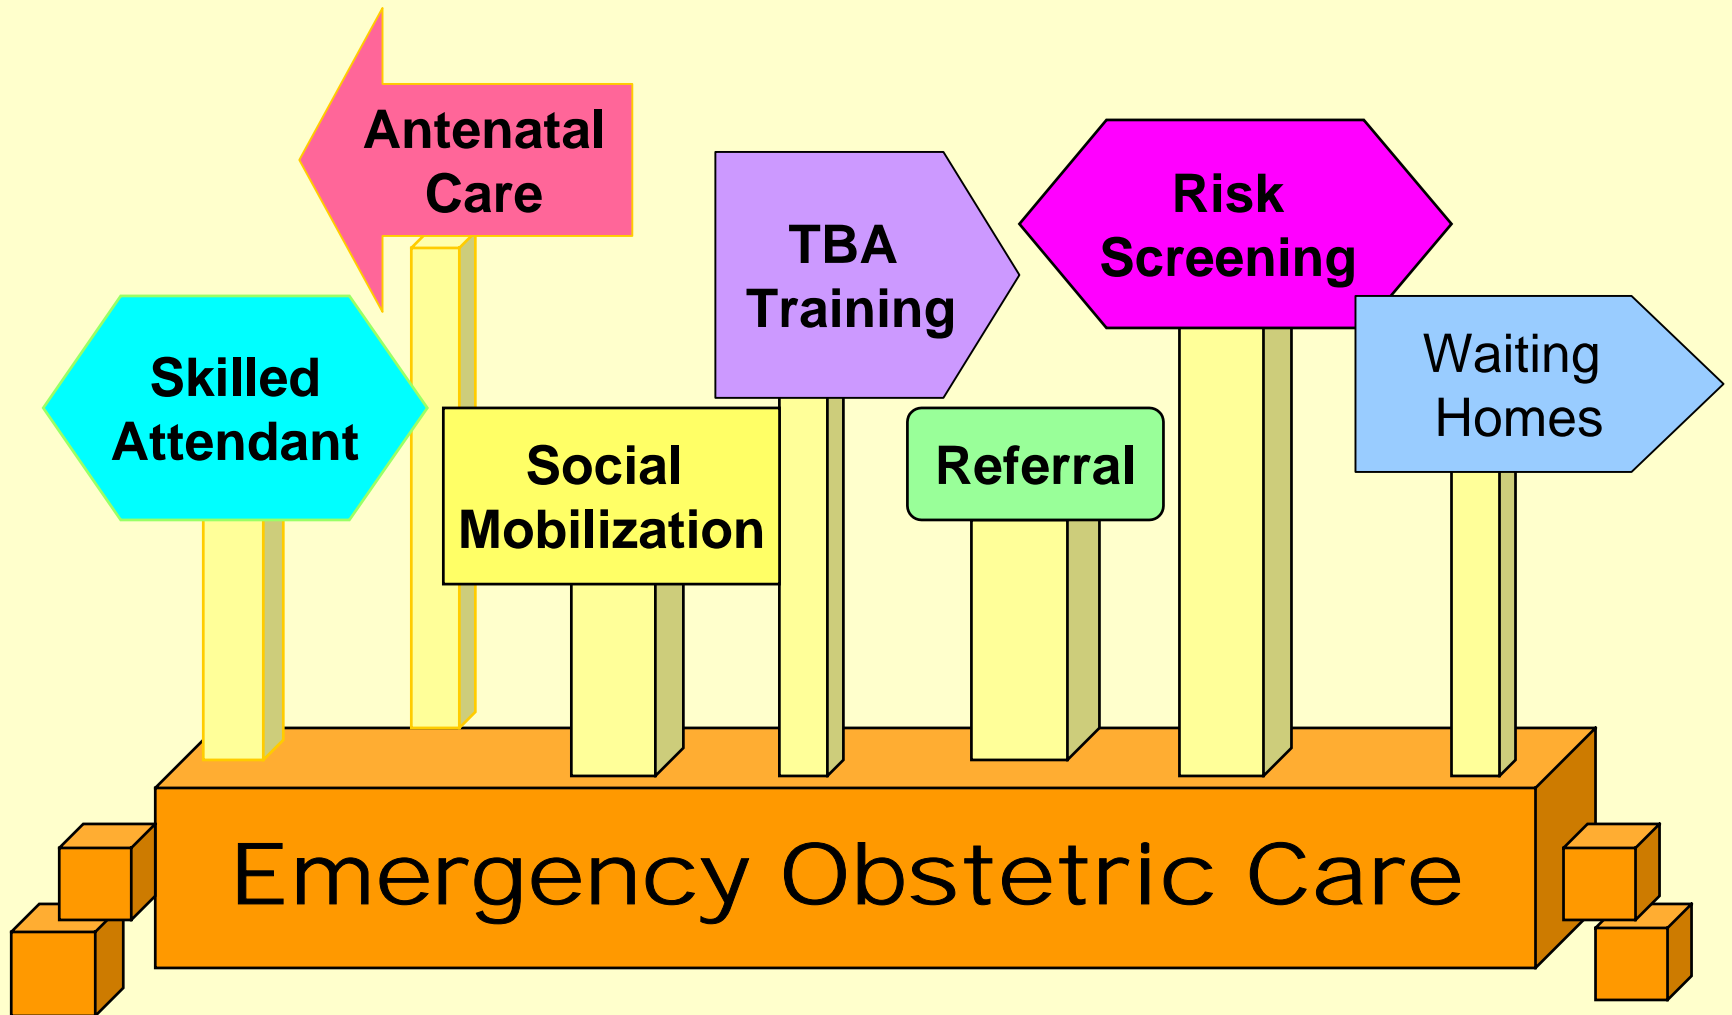 Antenatal
Care
TBA
Training
Risk
Screening
Skilled
Attendant
Social
Mobilization
Referral
Waiting
Homes
Emergency Obstetric Care